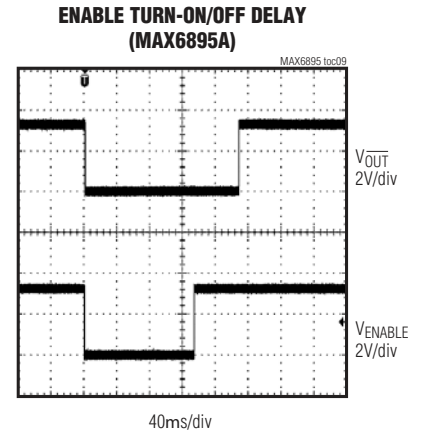 ENABLE TURN-ON/OFF DELAY
(MAX6895A)
MAX6895 toc09
T
VOUT
2V/div
VENABLE
2V/div
40ms/div